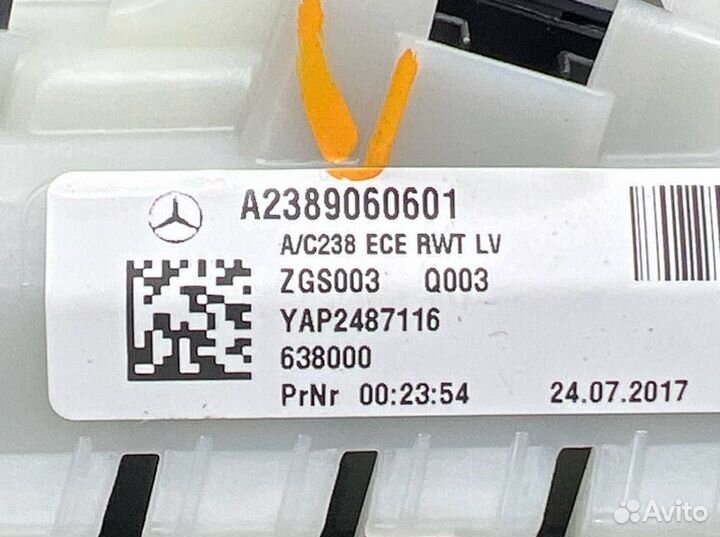 A2389060601
A/C238 ECE RWT LV
ZGS003 Q003
YAP2487116
638000
PrNr 00:23:54 24.07.2017
Avito